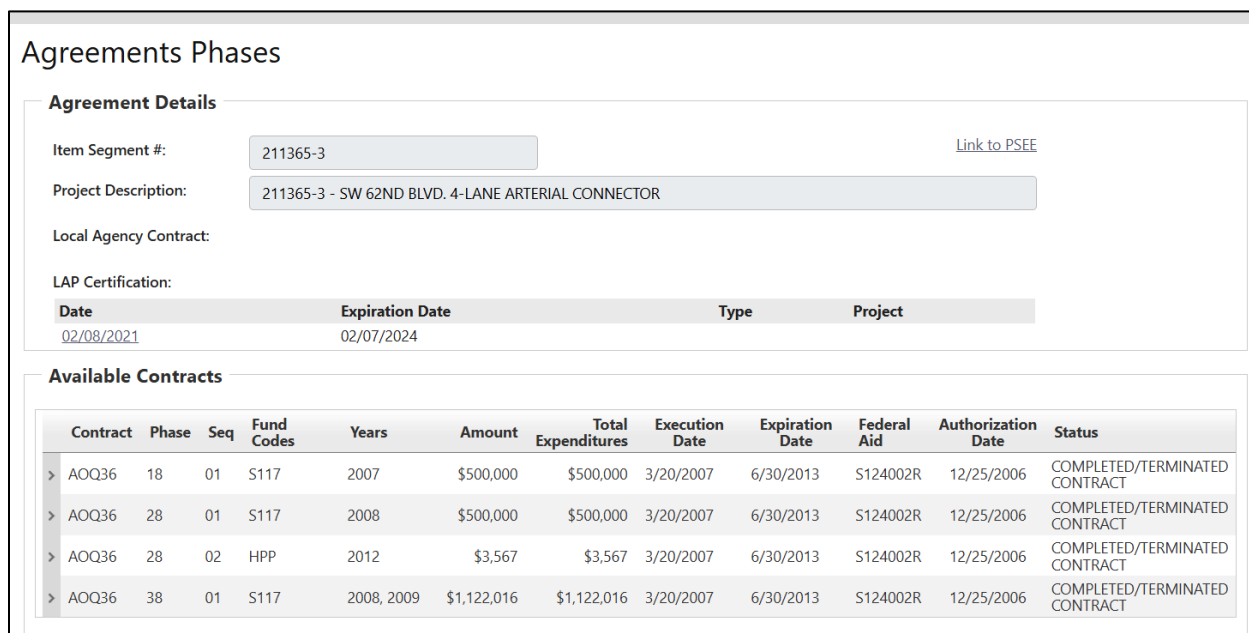 Agreements Phases
Agreement Details
Item Segment #: 211365-3 Link to PSEE
Project Description: 211365-3 - SW 62ND BLVD. 4-LANE ARTERIAL CONNECTOR
Local Agency Contract:
LAP Certification:
Date Expiration Date Type Project
02/08/2021 02/07/2024
Available Contracts
Contract Phase Seq Fund Codes Years Amount Total Expenditures Execution Date Expiration Date Federal Aid Authorization Date Status
> AOQ36 18 01 S117 2007 $500,000 $500,000 3/20/2007 6/30/2013 S124002R 12/25/2006 COMPLETED/TERMINATED CONTRACT
> AOQ36 28 01 S117 2008 $500,000 $500,000 3/20/2007 6/30/2013 S124002R 12/25/2006 COMPLETED/TERMINATED CONTRACT
> AOQ36 28 02 HPP 2012 $3,567 $3,567 3/20/2007 6/30/2013 S124002R 12/25/2006 COMPLETED/TERMINATED CONTRACT
> AOQ36 38 01 S117 2008, 2009 $1,122,016 $1,122,016 3/20/2007 6/30/2013 S124002R 12/25/2006 COMPLETED/TERMINATED CONTRACT